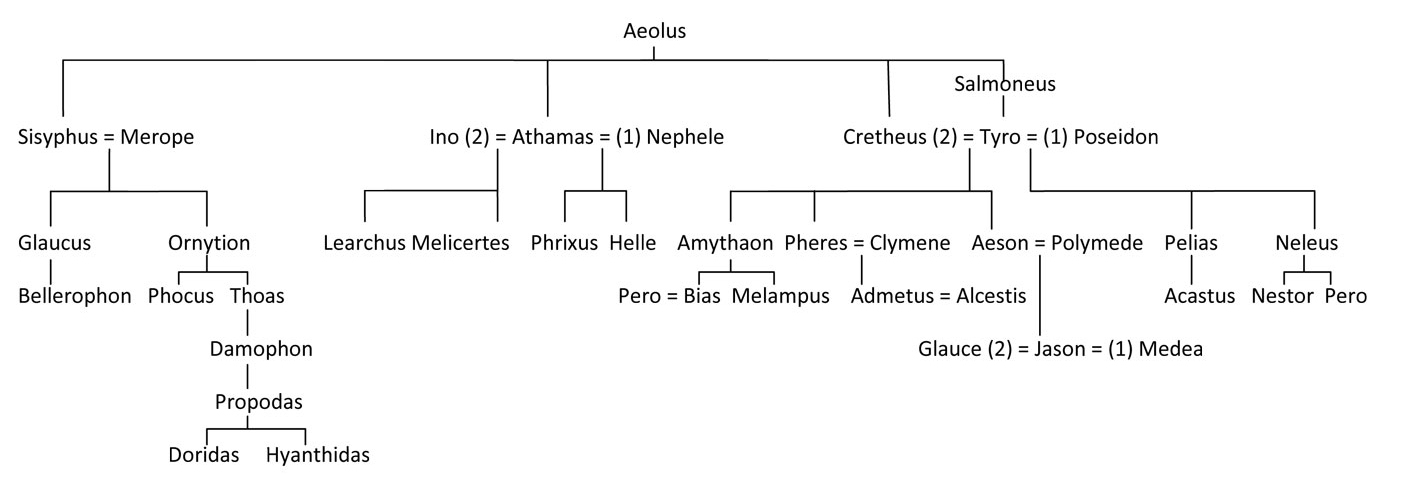 Aeolus
Salmoneus
Sisyphus = Merope Ino (2) = Athamas = (1) Nephele Cretheus (2) = Tyro = (1) Poseidon
Glaucus Ornytion Learchus Melicertes Phrixus Helle Amythaon Pheres = Clymene Aeson = Polymede Pelias Neleus
Bellerophon Phocus Thoas Pero = Bias Melampus Admetus = Alcestis Acastus Nestor Pero
Damophon Glauce (2) = Jason = (1) Medea
Propodas
Doridas Hyanthidas